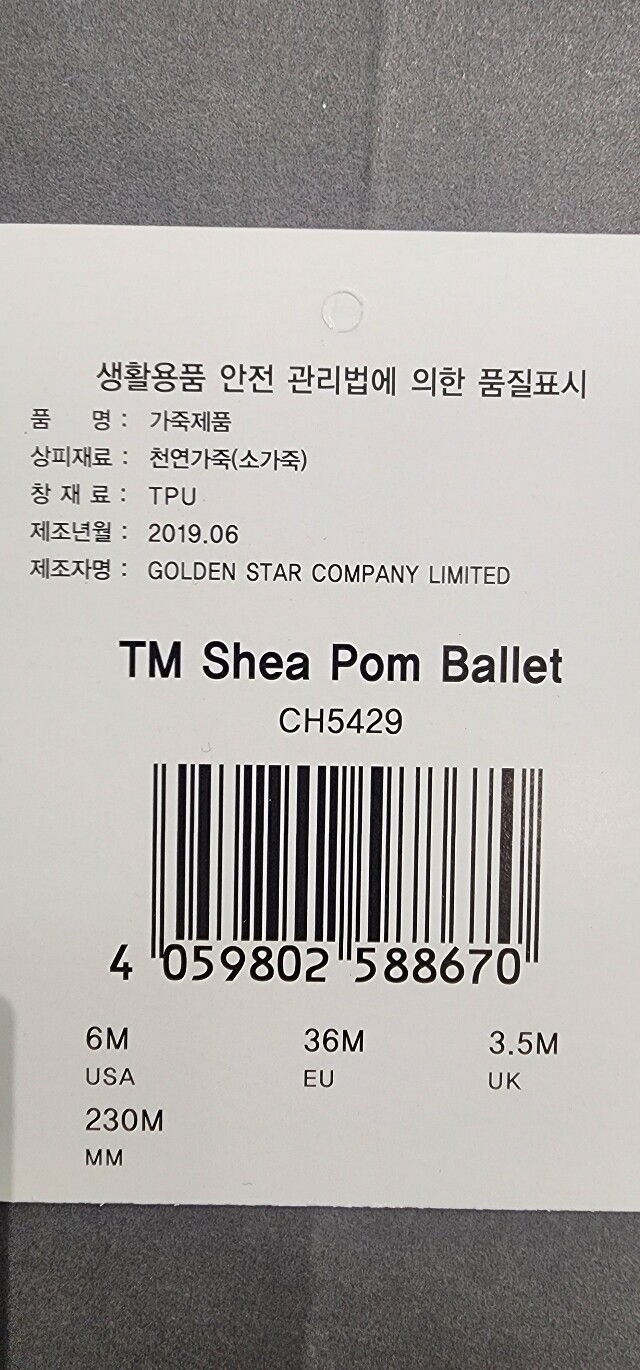 생활용품 안전 관리법에 의한 품질표시
품 명 : 가죽제품
상피재료 : 천연가죽(소가죽)
창 재 료 : TPU
제조년월 : 2019.06
제조자명 : GOLDEN STAR COMPANY LIMITED
TM Shea Pom Ballet
CH5429
4 059802 588670
6M 36M 3.5M
USA EU UK
230M
MM